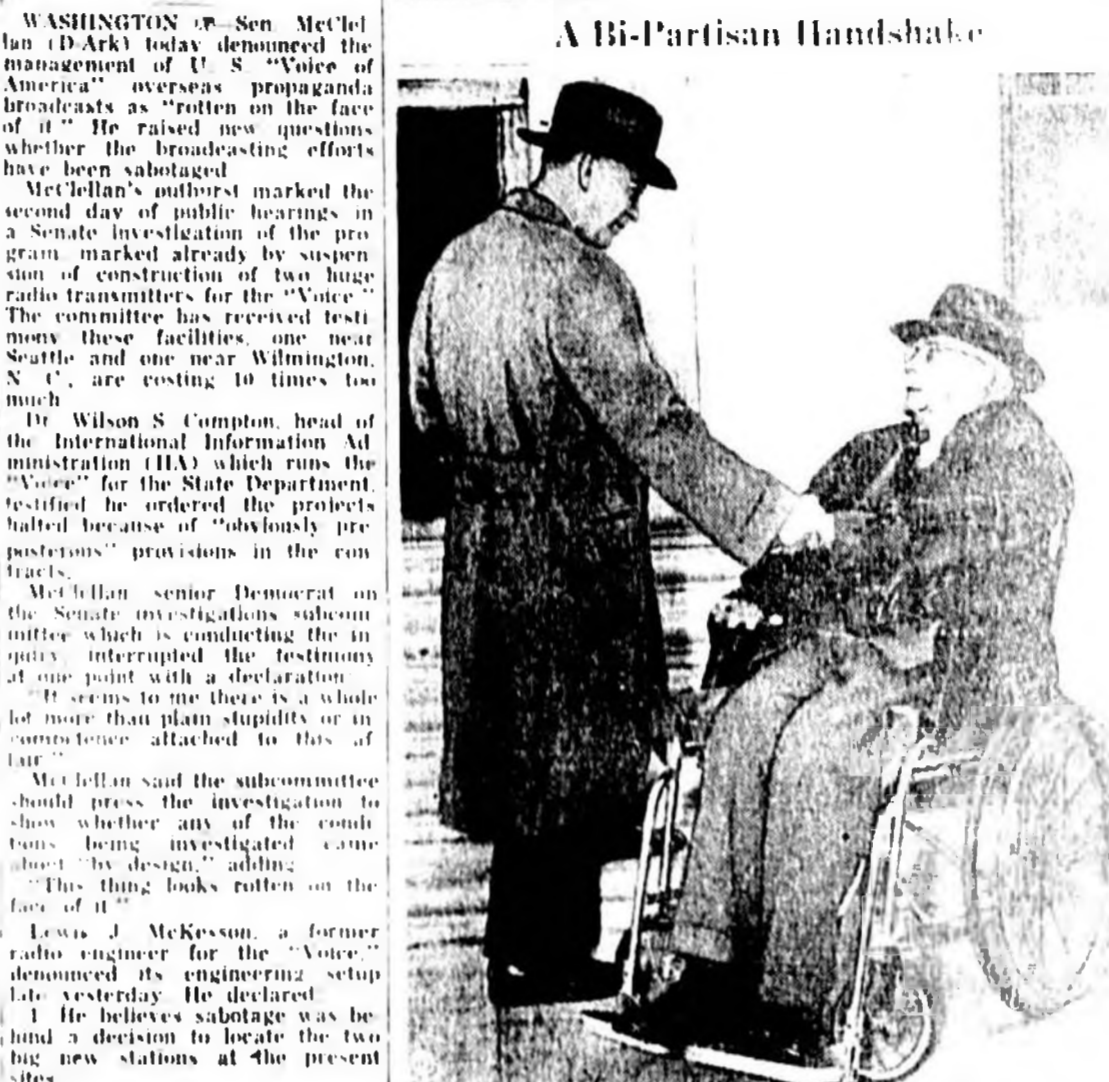 WASHINGTON (P—Sen. McClel
lan (D-Ark) today denounced the
management of U. S. "Voice of
America" overseas propaganda
broadcasts as "rotten on the face
of it" He raised new questions
whether the broadcasting efforts
have been sabotaged
McClellan's outburst marked the
second day of public hearings in
a Senate investigation of the pro
gram marked already by suspen
sion of construction of two huge
radio transmitters for the "Voice"
The committee has received testi
mony these facilities, one near
Seattle and one near Wilmington,
N. C., are costing 10 times too
much
Dr. Wilson S Compton, head of
the International Information Ad
ministration (IIA) which runs the
"Voice" for the State Department,
testified he ordered the projects
halted because of "obviously pre
posterous" provisions in the con
tracts.
McClellan senior Democrat on
the Senate investigations subcom
mittee which is conducting the in
quiry interrupted the testimony
at one point with a declaration
"It seems to me there is a whole
lot more than plain stupidity or in
competence attached to this af
fair"
McClellan said the subcommittee
should press the investigation to
show whether any of the condi
tions being investigated came
about "by design," adding
"This thing looks rotten on the
face of it"
Lewis J McKesson, a former
radio engineer for the "Voice,"
denounced its engineering setup
late yesterday He declared
1 He believes sabotage was be
hind a decision to locate the two
big new stations at the present
sites
A Bi-Partisan Handshake